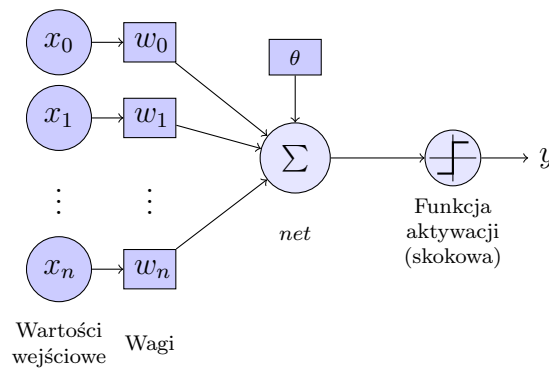 x₀ w₀
θ
x₁ w₁
Σ
y
⋮ ⋮
net
Funkcja
aktywacji
(skokowa)
xₙ wₙ
Wartości
wejściowe
Wagi